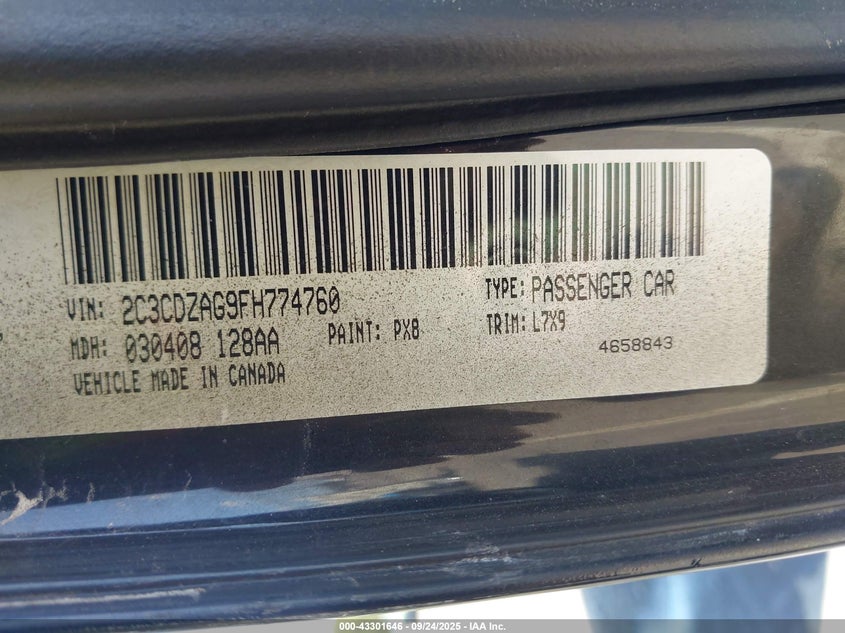 VIN: 2C3CDZAG9FH774760
TYPE: PASSENGER CAR
MDH: 030408 128AA
PAINT: PX8
TRIM: L7X9
VEHICLE MADE IN CANADA
4658843
000-43301646 - 09/24/2025 - IAA Inc.